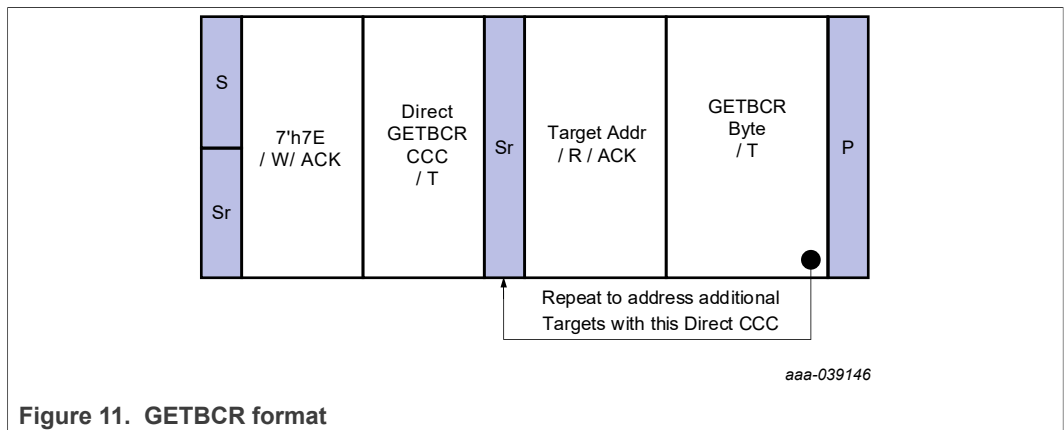 S
Sr
7'h7E
/ W/ ACK
Direct
GETBCR
CCC
/ T
Sr
Target Addr
/ R / ACK
GETBCR
Byte
/ T
P
Repeat to address additional
Targets with this Direct CCC
aaa-039146
Figure 11. GETBCR format